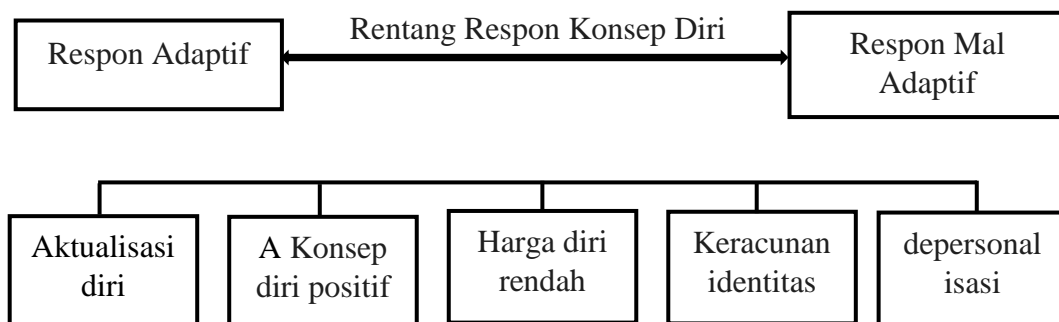 Rentang Respon Konsep Diri
Respon Adaptif
Respon Mal
Adaptif
Aktualisasi
diri
A Konsep
diri positif
Harga diri
rendah
Keracunan
identitas
depersonal
isasi